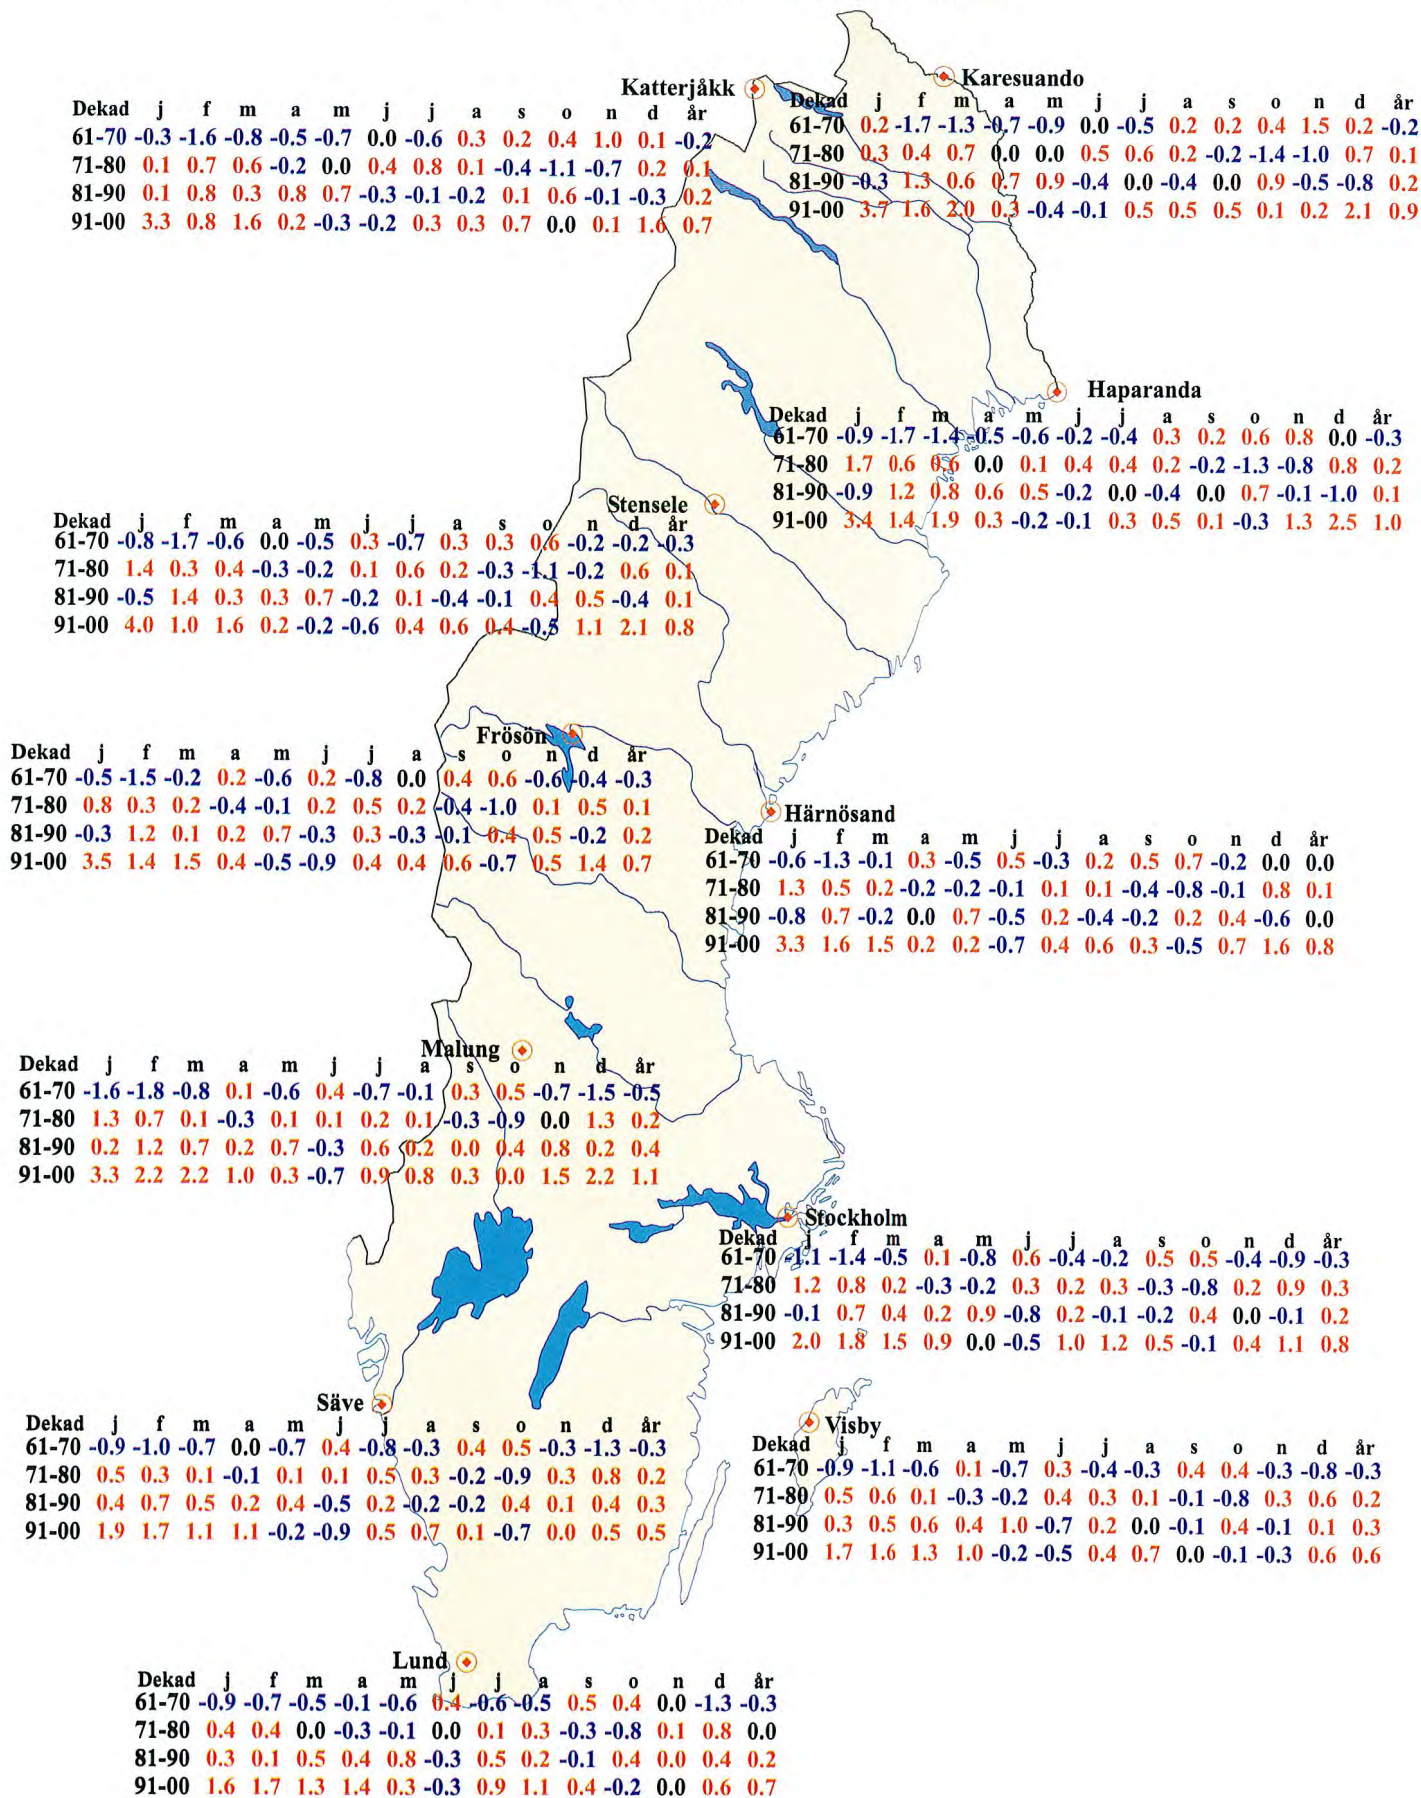 Katterjåkk
Dekad j f m a m j j a s o n d år
61-70 -0.3 -1.6 -0.8 -0.5 -0.7 0.0 -0.6 0.3 0.2 0.4 1.0 0.1 -0.2
71-80 0.1 0.7 0.6 -0.2 0.0 0.4 0.8 0.1 -0.4 -1.1 -0.7 0.2 0.1
81-90 0.1 0.8 0.3 0.8 0.7 -0.3 -0.1 -0.2 0.1 0.6 -0.1 -0.3 0.2
91-00 3.3 0.8 1.6 0.2 -0.3 -0.2 0.3 0.3 0.7 0.0 0.1 1.6 0.7
Karesuando
Dekad j f m a m j j a s o n d år
61-70 0.2 -1.7 -1.3 -0.7 -0.9 0.0 -0.5 0.2 0.2 0.4 1.5 0.2 -0.2
71-80 0.3 0.4 0.7 0.0 0.0 0.5 0.6 0.2 -0.2 -1.4 -1.0 0.7 0.1
81-90 -0.3 1.3 0.6 0.7 0.9 -0.4 0.0 -0.4 0.0 0.9 -0.5 -0.8 0.2
91-00 3.7 1.6 2.0 0.3 -0.4 -0.1 0.5 0.5 0.5 0.1 0.2 2.1 0.9
Haparanda
Dekad j f m a m j j a s o n d år
61-70 -0.9 -1.7 -1.4 -0.5 -0.6 -0.2 -0.4 0.3 0.2 0.6 0.8 0.0 -0.3
71-80 1.7 0.6 0.6 0.0 0.1 0.4 0.4 0.2 -0.2 -1.3 -0.8 0.8 0.2
81-90 -0.9 1.2 0.8 0.6 0.5 -0.2 0.0 -0.4 0.0 0.7 -0.1 -1.0 0.1
91-00 3.4 1.4 1.9 0.3 -0.2 -0.1 0.3 0.5 0.1 -0.3 1.3 2.5 1.0
Stensele
Dekad j f m a m j j a s o n d år
61-70 -0.8 -1.7 -0.6 0.0 -0.5 0.3 -0.7 0.3 0.3 0.6 -0.2 -0.2 -0.3
71-80 1.4 0.3 0.4 -0.3 -0.2 0.1 0.6 0.2 -0.3 -1.1 -0.2 0.6 0.1
81-90 -0.5 1.4 0.3 0.3 0.7 -0.2 0.1 -0.4 -0.1 0.4 0.5 -0.4 0.1
91-00 4.0 1.0 1.6 0.2 -0.2 -0.6 0.4 0.6 0.4 -0.5 1.1 2.1 0.8
Frösön
Dekad j f m a m j j a s o n d år
61-70 -0.5 -1.5 -0.2 0.2 -0.6 0.2 -0.8 0.0 0.4 0.6 -0.6 -0.4 -0.3
71-80 0.8 0.3 0.2 -0.4 -0.1 0.2 0.5 0.2 -0.4 -1.0 0.1 0.5 0.1
81-90 -0.3 1.2 0.1 0.2 0.7 -0.3 0.3 -0.3 -0.1 0.4 0.5 -0.2 0.2
91-00 3.5 1.4 1.5 0.4 -0.5 -0.9 0.4 0.4 0.6 -0.7 0.5 1.4 0.7
Härnösand
Dekad j f m a m j j a s o n d år
61-70 -0.6 -1.3 -0.1 0.3 -0.5 0.5 -0.3 0.2 0.5 0.7 -0.2 0.0 0.0
71-80 1.3 0.5 0.2 -0.2 -0.2 -0.1 0.1 0.1 -0.4 -0.8 -0.1 0.8 0.1
81-90 -0.8 0.7 -0.2 0.0 0.7 -0.5 0.2 -0.4 -0.2 0.2 0.4 -0.6 0.0
91-00 3.3 1.6 1.5 0.2 0.2 -0.7 0.4 0.6 0.3 -0.5 0.7 1.6 0.8
Malung
Dekad j f m a m j j a s o n d år
61-70 -1.6 -1.8 -0.8 0.1 -0.6 0.4 -0.7 -0.1 0.3 0.5 -0.7 -1.5 -0.5
71-80 1.3 0.7 0.1 -0.3 0.1 0.1 0.2 0.1 -0.3 -0.9 0.0 1.3 0.2
81-90 0.2 1.2 0.7 0.2 0.7 -0.3 0.6 0.2 0.0 0.4 0.8 0.2 0.4
91-00 3.3 2.2 2.2 1.0 0.3 -0.7 0.9 0.8 0.3 0.0 1.5 2.2 1.1
Stockholm
Dekad j f m a m j j a s o n d år
61-70 -1.1 -1.4 -0.5 0.1 -0.8 0.6 -0.4 -0.2 0.5 0.5 -0.4 -0.9 -0.3
71-80 1.2 0.8 0.2 -0.3 -0.2 0.3 0.2 0.3 -0.3 -0.8 0.2 0.9 0.3
81-90 -0.1 0.7 0.4 0.2 0.9 -0.8 0.2 -0.1 -0.2 0.4 0.0 -0.1 0.2
91-00 2.0 1.8 1.5 0.9 0.0 -0.5 1.0 1.2 0.5 -0.1 0.4 1.1 0.8
Säve
Dekad j f m a m j j a s o n d år
61-70 -0.9 -1.0 -0.7 0.0 -0.7 0.4 -0.8 -0.3 0.4 0.5 -0.3 -1.3 -0.3
71-80 0.5 0.3 0.1 -0.1 0.1 0.1 0.5 0.3 -0.2 -0.9 0.3 0.8 0.2
81-90 0.4 0.7 0.5 0.2 0.4 -0.5 0.2 -0.2 -0.2 0.4 0.1 0.4 0.3
91-00 1.9 1.7 1.1 1.1 -0.2 -0.9 0.5 0.7 0.1 -0.7 0.0 0.5 0.5
Visby
Dekad j f m a m j j a s o n d år
61-70 -0.9 -1.1 -0.6 0.1 -0.7 0.3 -0.4 -0.3 0.4 0.4 -0.3 -0.8 -0.3
71-80 0.5 0.6 0.1 -0.3 -0.2 0.4 0.3 0.1 -0.1 -0.8 0.3 0.6 0.2
81-90 0.3 0.5 0.6 0.4 1.0 -0.7 0.2 0.0 -0.1 0.4 -0.1 0.1 0.3
91-00 1.7 1.6 1.3 1.0 -0.2 -0.5 0.4 0.7 0.0 -0.1 -0.3 0.6 0.6
Lund
Dekad j f m a m j j a s o n d år
61-70 -0.9 -0.7 -0.5 -0.1 -0.6 0.4 -0.6 -0.5 0.5 0.4 0.0 -1.3 -0.3
71-80 0.4 0.4 0.0 -0.3 -0.1 0.0 0.1 0.3 -0.3 -0.8 0.1 0.8 0.0
81-90 0.3 0.1 0.5 0.4 0.8 -0.3 0.5 0.2 -0.1 0.4 0.0 0.4 0.2
91-00 1.6 1.7 1.3 1.4 0.3 -0.3 0.9 1.1 0.4 -0.2 0.0 0.6 0.7